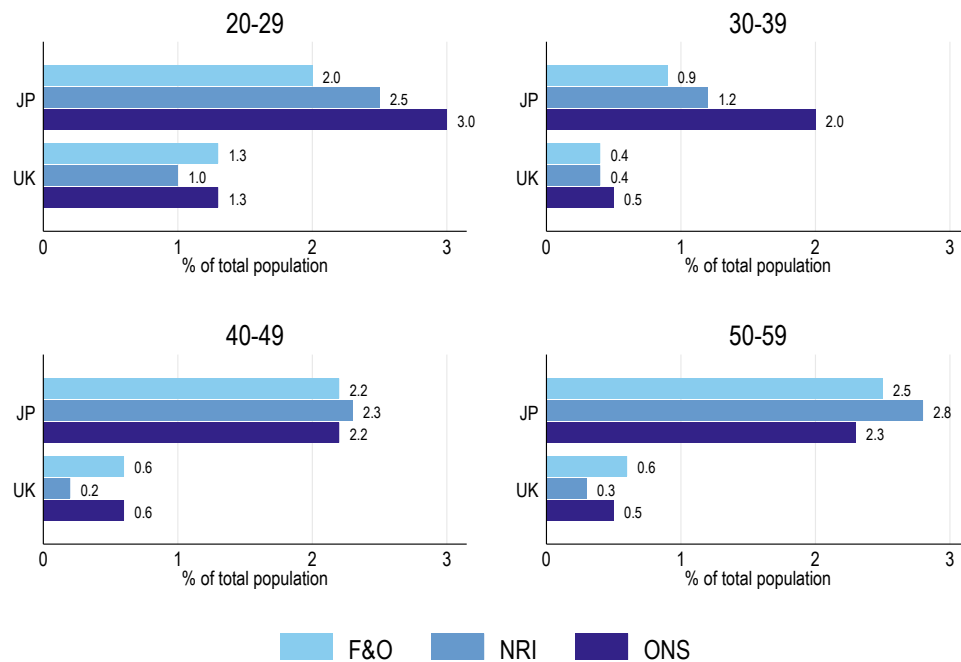 20-29
JP
2.0
2.5
3.0
UK
1.3
1.0
1.3
0 1 2 3
% of total population
30-39
JP
0.9
1.2
2.0
UK
0.4
0.4
0.5
0 1 2 3
% of total population
40-49
JP
2.2
2.3
2.2
UK
0.6
0.2
0.6
0 1 2 3
% of total population
50-59
JP
2.5
2.8
2.3
UK
0.6
0.3
0.5
0 1 2 3
% of total population
F&O NRI ONS